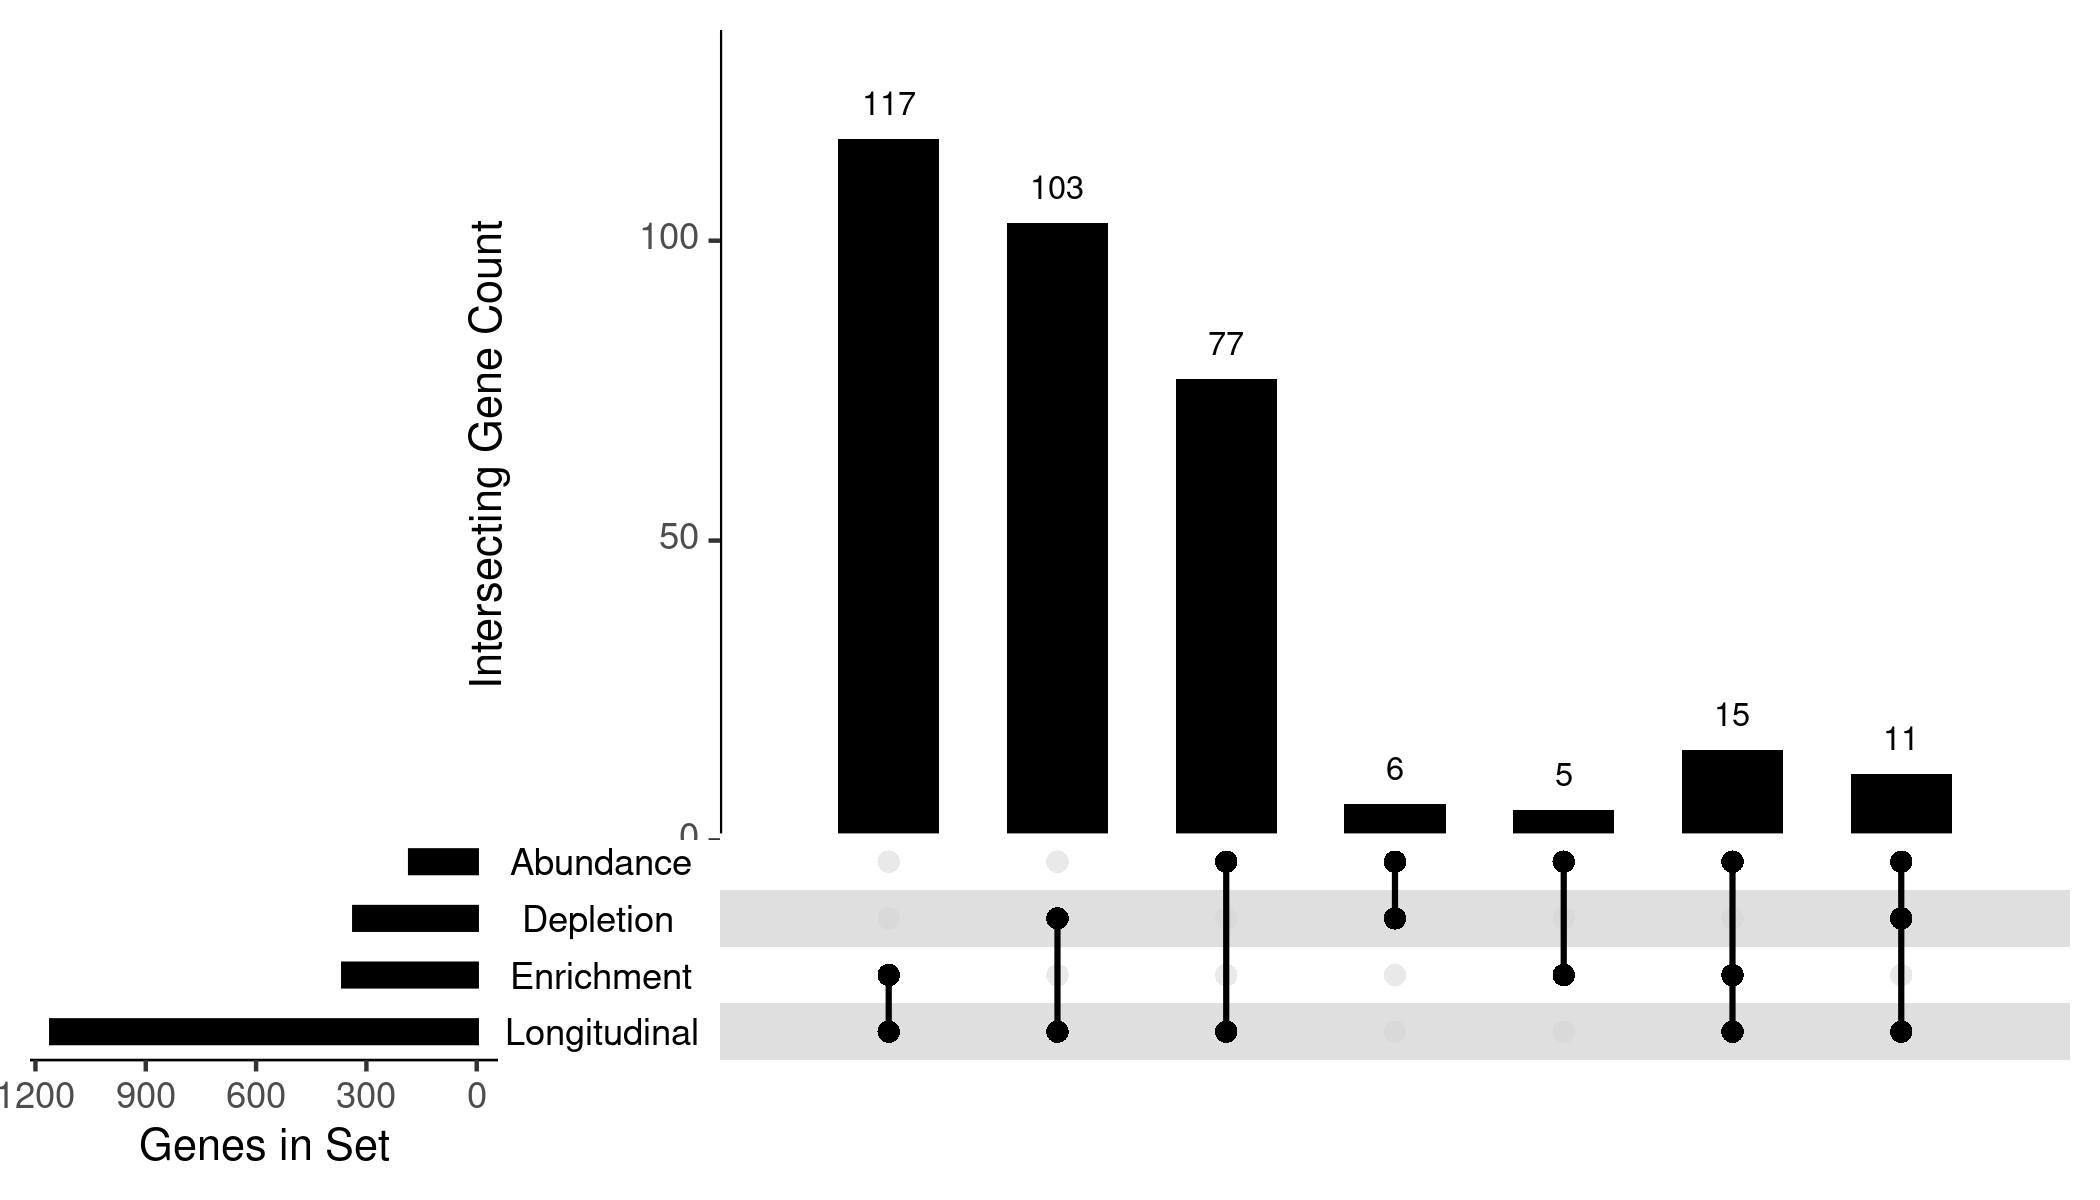 117
103
77
6
5
15
11
Intersecting Gene Count
100
50
0
Abundance
Depletion
Enrichment
Longitudinal
1200 900 600 300 0
Genes in Set